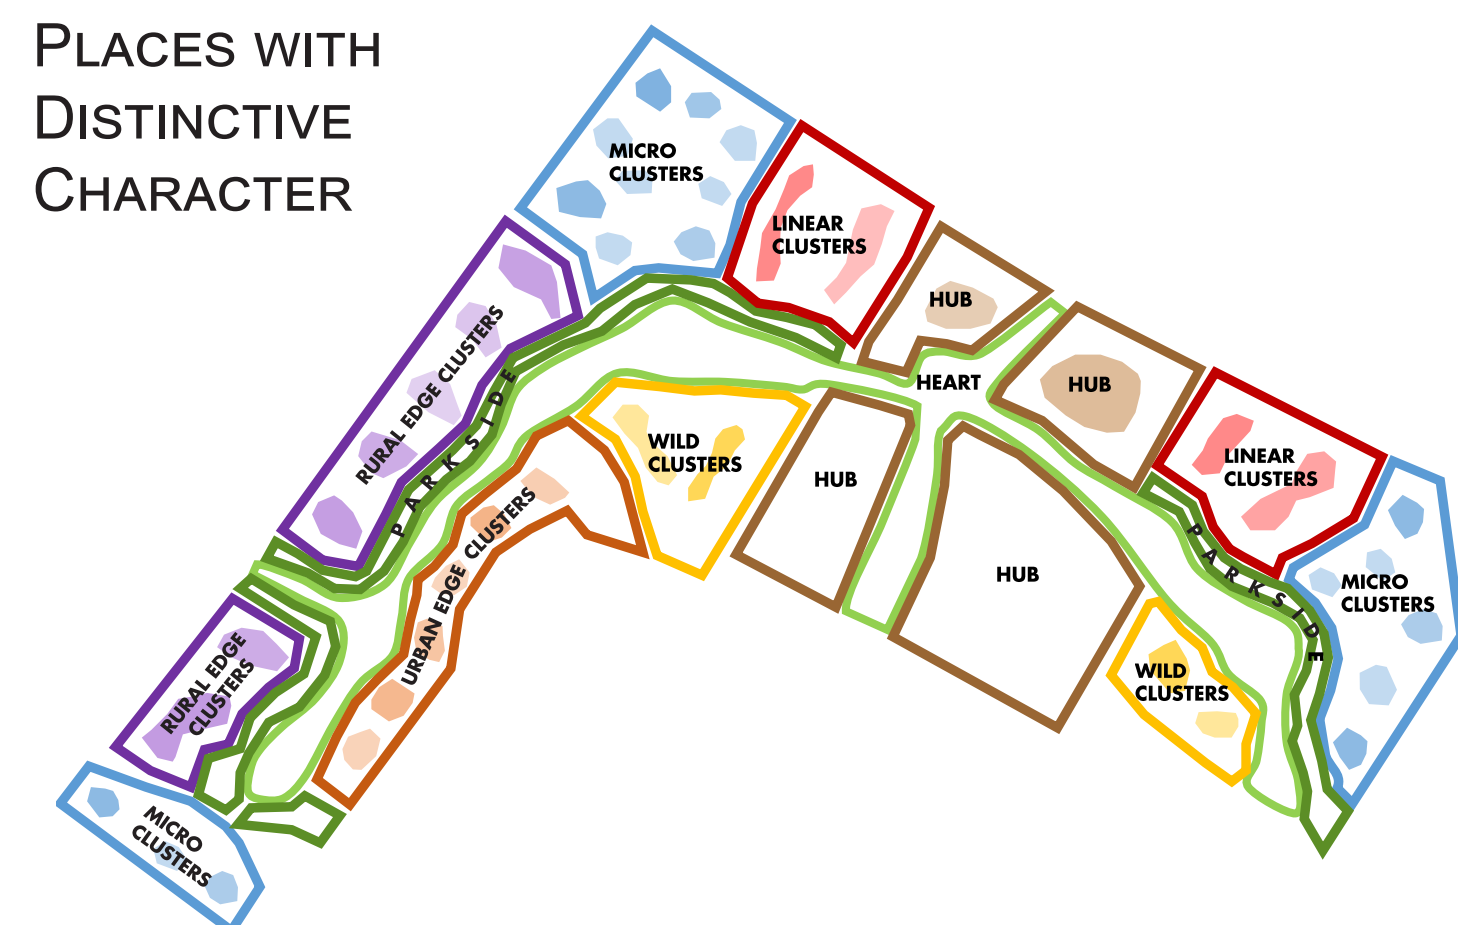 PLACES WITH
DISTINCTIVE
CHARACTER
MICRO
CLUSTERS
LINEAR
CLUSTERS
HUB
HEART
HUB
RURAL EDGE CLUSTERS
PARKSIDE
WILD
CLUSTERS
HUB
LINEAR
CLUSTERS
URBAN EDGE CLUSTERS
HUB
PARKSIDE
MICRO
CLUSTERS
RURAL EDGE
CLUSTERS
WILD
CLUSTERS
MICRO
CLUSTERS